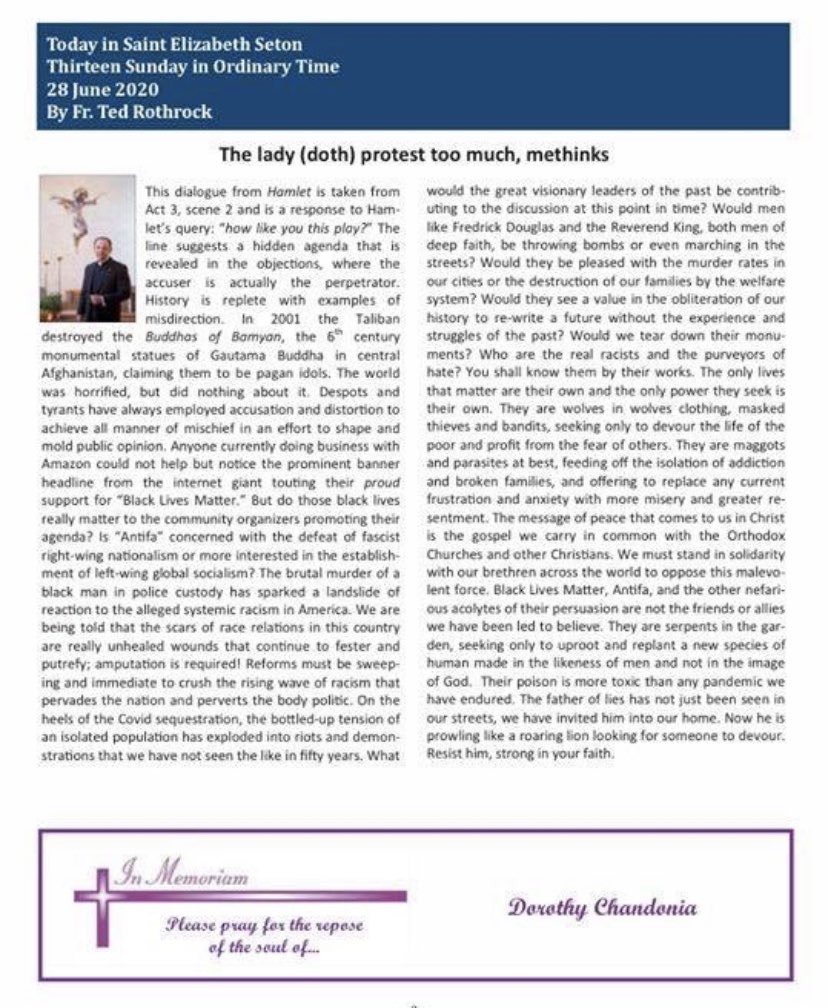 Today in Saint Elizabeth Seton
Thirteen Sunday in Ordinary Time
28 June 2020
By Fr. Ted Rothrock
The lady (doth) protest too much, methinks
This dialogue from Hamlet is taken from
Act 3, scene 2 and is a response to Ham-
let's query: "how like you this play?" The
line suggests a hidden agenda that is
revealed in the objections, where the
accuser is actually the perpetrator.
History is replete with examples of
misdirection. In 2001 the Taliban
destroyed the Buddhas of Bamyan, the 6th century
monumental statues of Gautama Buddha in central
Afghanistan, claiming them to be pagan idols. The world
was horrified, but did nothing about it. Despots and
tyrants have always employed accusation and distortion to
achieve all manner of mischief in an effort to shape and
mold public opinion. Anyone currently doing business with
Amazon could not help but notice the prominent banner
headline from the internet giant touting their proud
support for "Black Lives Matter." But do those black lives
really matter to the community organizers promoting their
agenda? Is "Antifa" concerned with the defeat of fascist
right-wing nationalism or more interested in the establish-
ment of left-wing global socialism? The brutal murder of a
black man in police custody has sparked a landslide of
reaction to the alleged systemic racism in America. We are
being told that the scars of race relations in this country
are really unhealed wounds that continue to fester and
putrefy; amputation is required! Reforms must be sweep-
ing and immediate to crush the rising wave of racism that
pervades the nation and perverts the body politic. On the
heels of the Covid sequestration, the bottled-up tension of
an isolated population has exploded into riots and demon-
strations that we have not seen the like in fifty years. What
would the great visionary leaders of the past be contrib-
uting to the discussion at this point in time? Would men
like Fredrick Douglas and the Reverend King, both men of
deep faith, be throwing bombs or even marching in the
streets? Would they be pleased with the murder rates in
our cities or the destruction of our families by the welfare
system? Would they see a value in the obliteration of our
history to re-write a future without the experience and
struggles of the past? Would we tear down their monu-
ments? Who are the real racists and the purveyors of
hate? You shall know them by their works. The only lives
that matter are their own and the only power they seek is
their own. They are wolves in wolves clothing, masked
thieves and bandits, seeking only to devour the life of the
poor and profit from the fear of others. They are maggots
and parasites at best, feeding off the isolation of addiction
and broken families, and offering to replace any current
frustration and anxiety with more misery and greater re-
sentment. The message of peace that comes to us in Christ
is the gospel we carry in common with the Orthodox
Churches and other Christians. We must stand in solidarity
with our brethren across the world to oppose this malevo-
lent force. Black Lives Matter, Antifa, and the other nefari-
ous acolytes of their persuasion are not the friends or allies
we have been led to believe. They are serpents in the gar-
den, seeking only to uproot and replant a new species of
human made in the likeness of men and not in the image
of God. Their poison is more toxic than any pandemic we
have endured. The father of lies has not just been seen in
our streets, we have invited him into our home. Now he is
prowling like a roaring lion looking for someone to devour.
Resist him, strong in your faith.
In Memoriam
Please pray for the repose
of the soul of...
Dorothy Chandonia